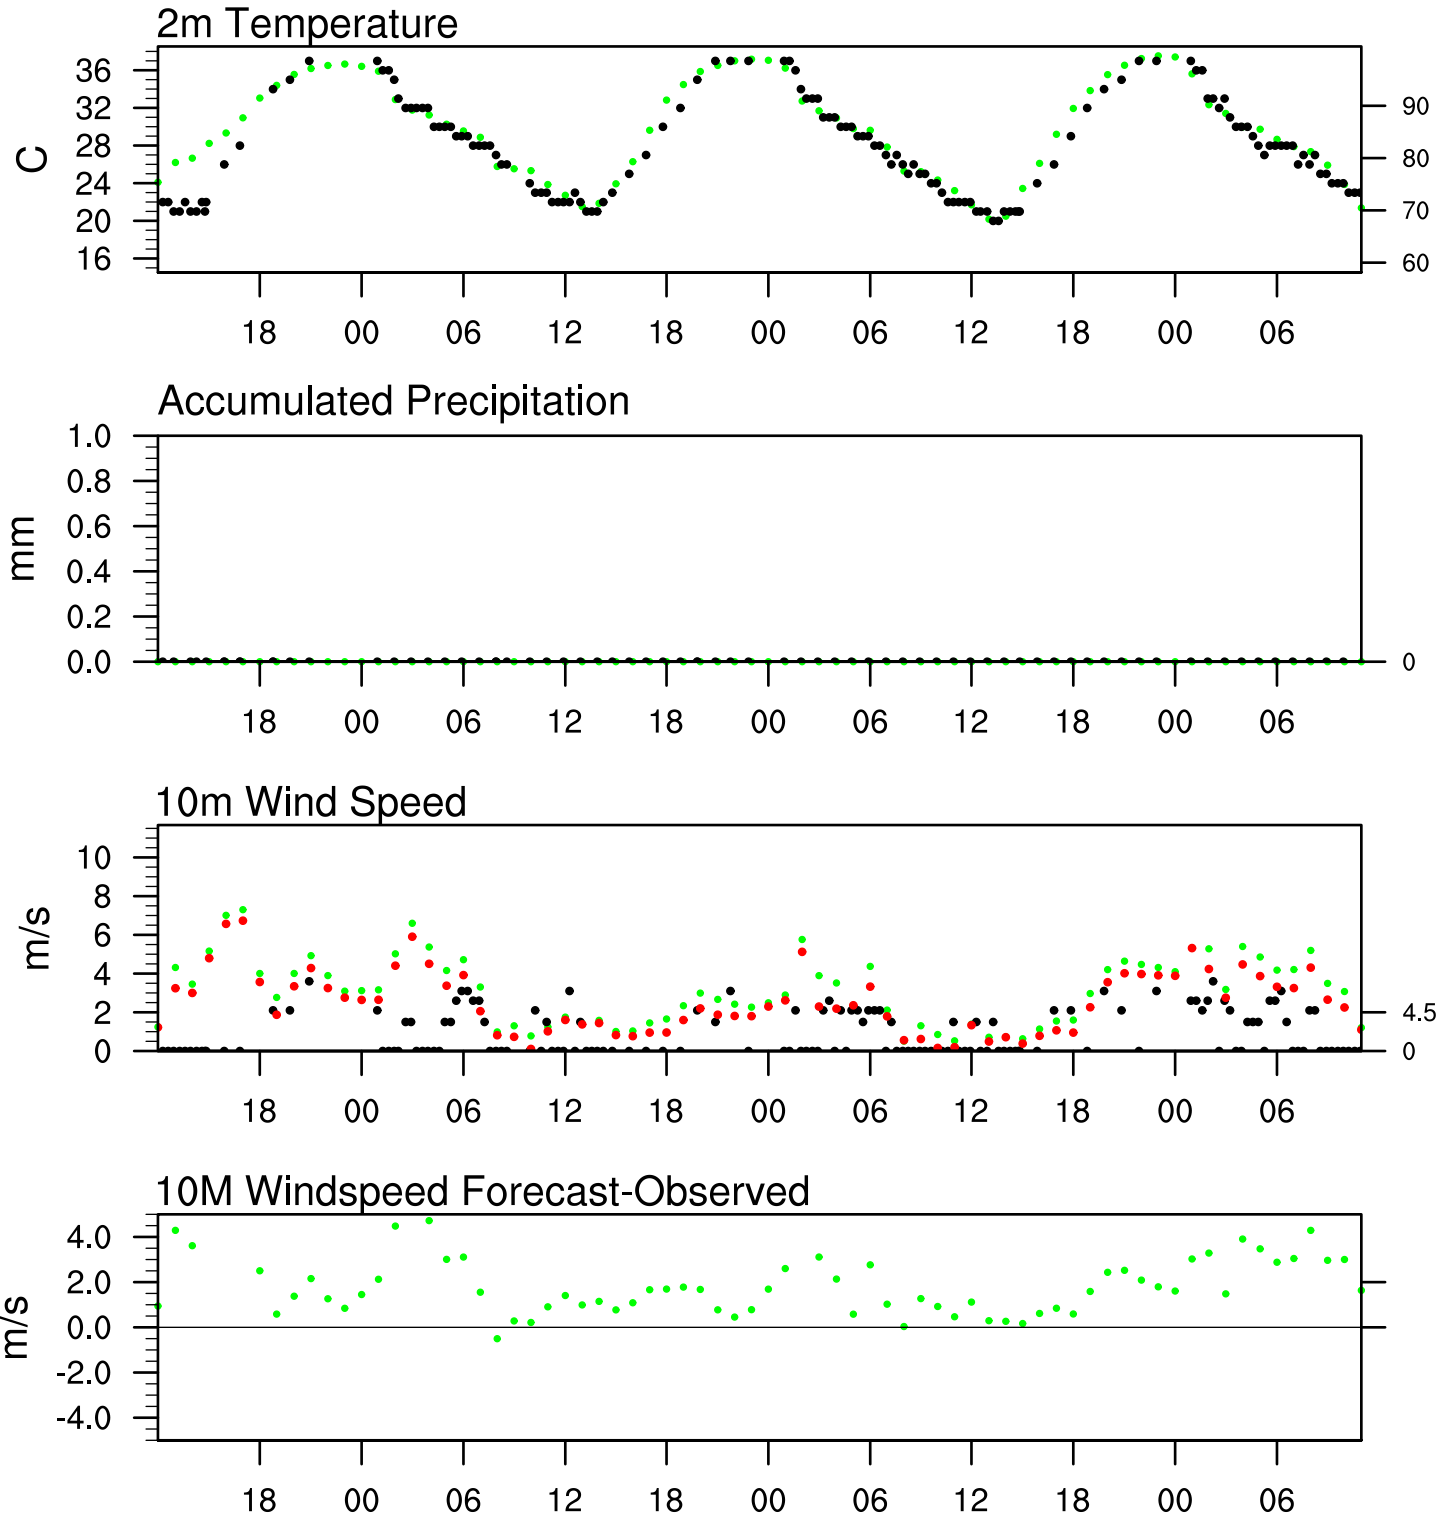 2m Temperature
36
32
28
24
20
16
C
90
80
70
60
18 00 06 12 18 00 06 12 18 00 06
Accumulated Precipitation
1.0
0.8
0.6
0.4
0.2
0.0
mm
0
18 00 06 12 18 00 06 12 18 00 06
10m Wind Speed
10
8
6
4
2
0
m/s
4.5
0
18 00 06 12 18 00 06 12 18 00 06
10M Windspeed Forecast-Observed
4.0
2.0
0.0
-2.0
-4.0
m/s
18 00 06 12 18 00 06 12 18 00 06